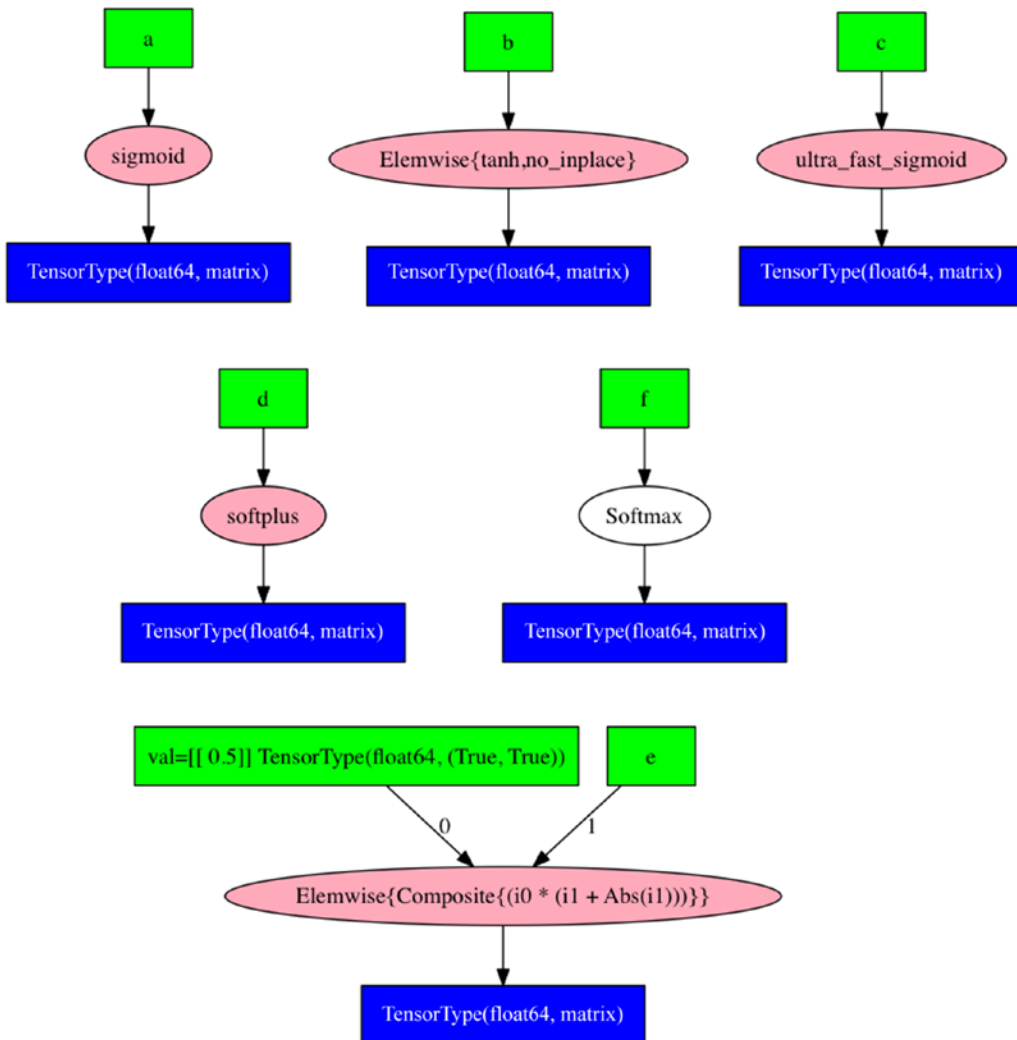 a
b
c
sigmoid
Elemwise{tanh,no_inplace}
ultra_fast_sigmoid
TensorType(float64, matrix)
TensorType(float64, matrix)
TensorType(float64, matrix)
d
f
softplus
Softmax
TensorType(float64, matrix)
TensorType(float64, matrix)
val=[[ 0.5]] TensorType(float64, (True, True))
e
0
1
Elemwise{Composite{(i0 * (i1 + Abs(i1)))}}
TensorType(float64, matrix)